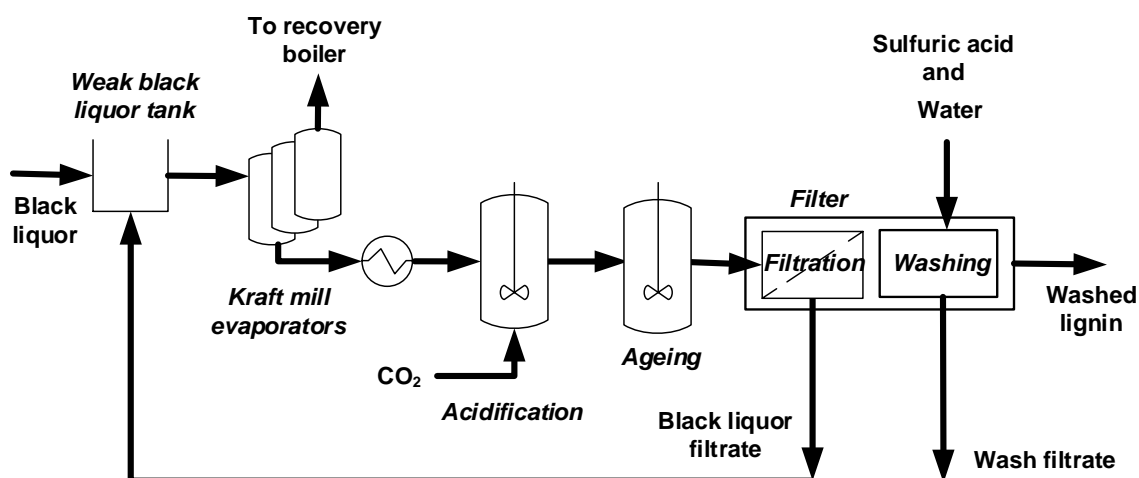 To recovery
boiler
Weak black
liquor tank
Sulfuric acid
and
Water
Black
liquor
Filter
Filtration
Washing
Kraft mill
evaporators
Washed
lignin
Ageing
CO₂
Acidification
Black liquor
filtrate
Wash filtrate